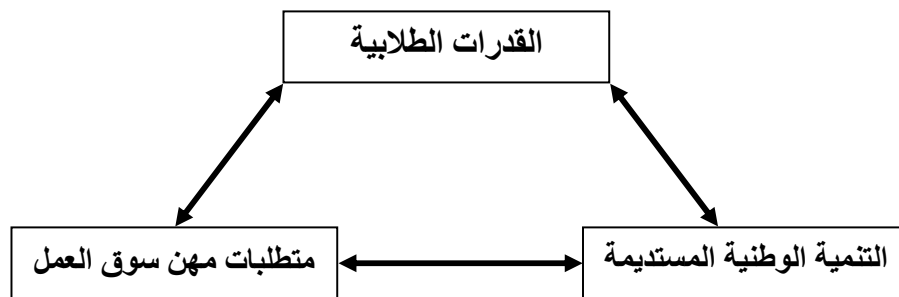 القدرات الطلابية
التنمية الوطنية المستديمة
متطلبات مهن سوق العمل